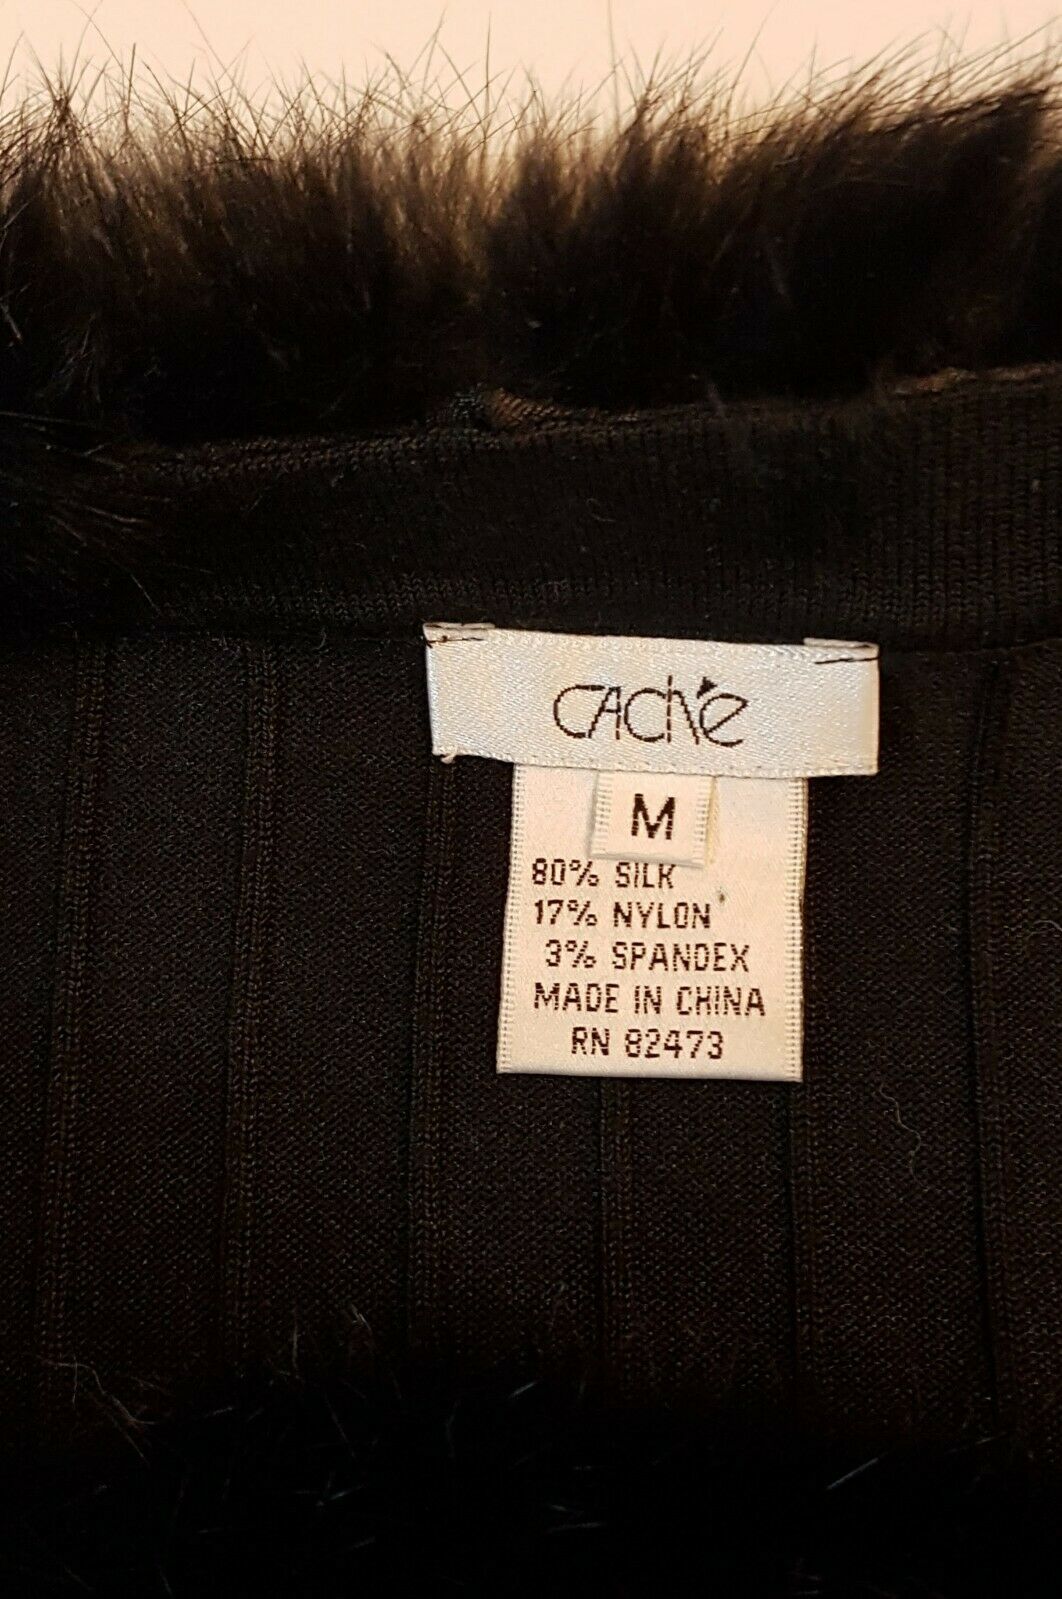 CAChé
M
80% SILK
17% NYLON
3% SPANDEX
MADE IN CHINA
RN 82473